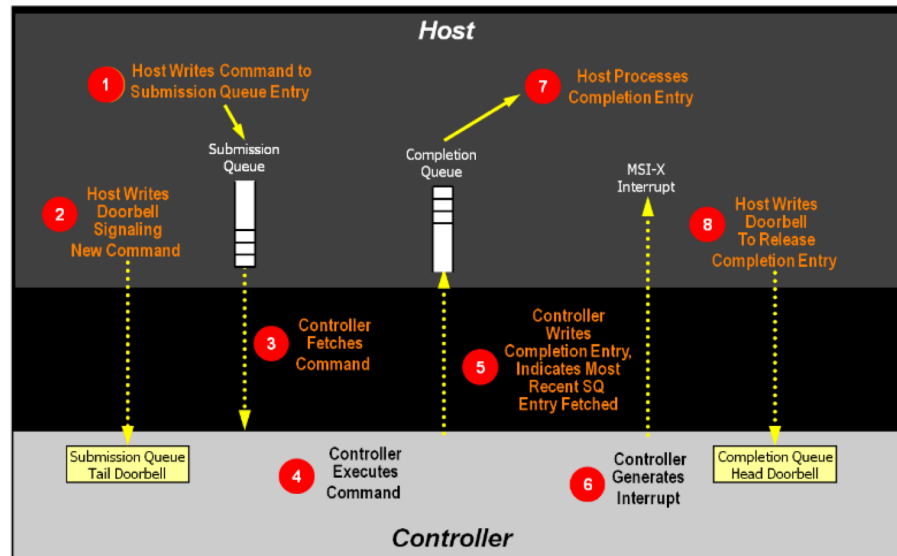 Host
1
Host Writes Command to
Submission Queue Entry
7
Host Processes
Completion Entry
Submission
Queue
Completion
Queue
MSI-X
Interrupt
2
Host Writes
Doorbell
Signaling
New Command
8
Host Writes
Doorbell
To Release
Completion Entry
3
Controller
Fetches
Command
5
Controller
Writes
Completion Entry,
Indicates Most
Recent SQ
Entry Fetched
Submission Queue
Tail Doorbell
4
Controller
Executes
Command
6
Controller
Generates
Interrupt
Completion Queue
Head Doorbell
Controller